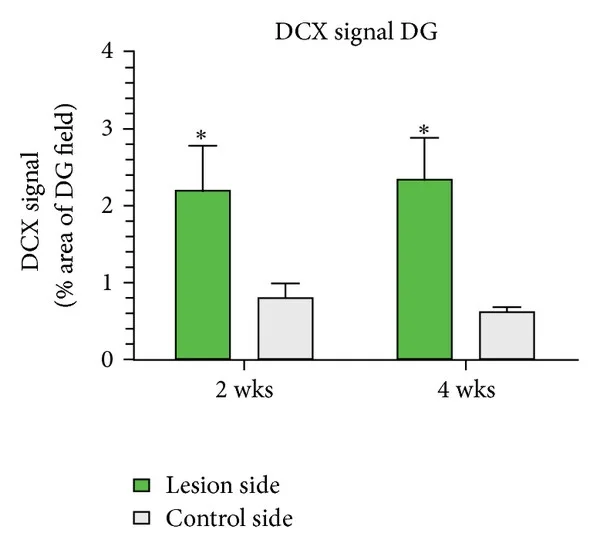 DCX signal DG
DCX signal
(% area of DG field)
4
3
2
1
0
*
*
2 wks
4 wks
Lesion side
Control side